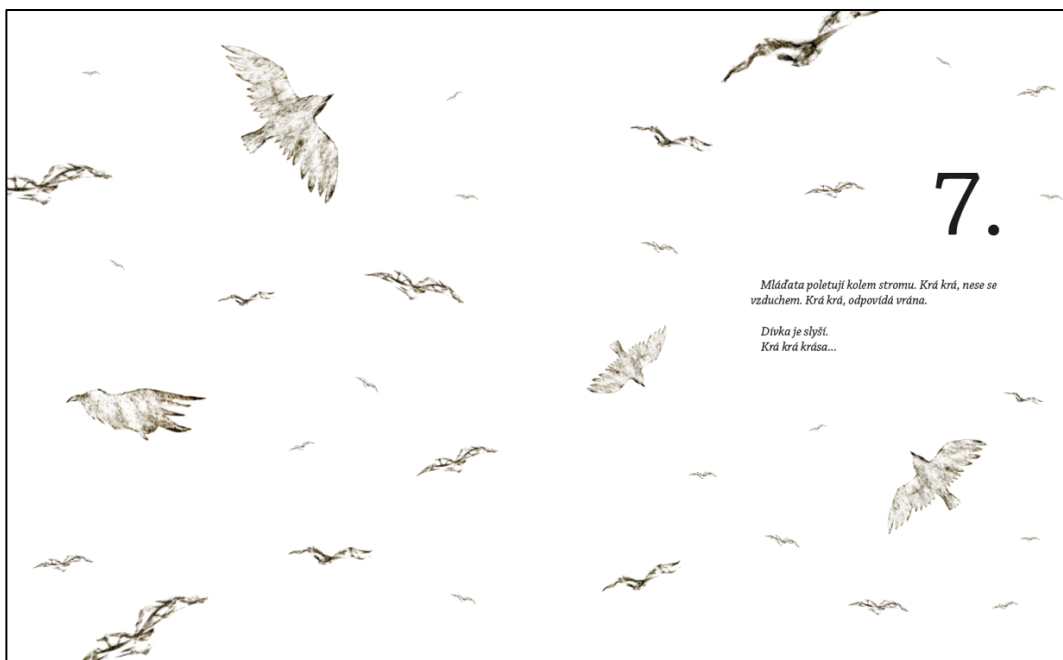 7.
Mláďata poletují kolem stromu. Krá krá, nese se
vzduchem. Krá krá, odpovídá vrána.
Dívka je slyší.
Krá krá krása...